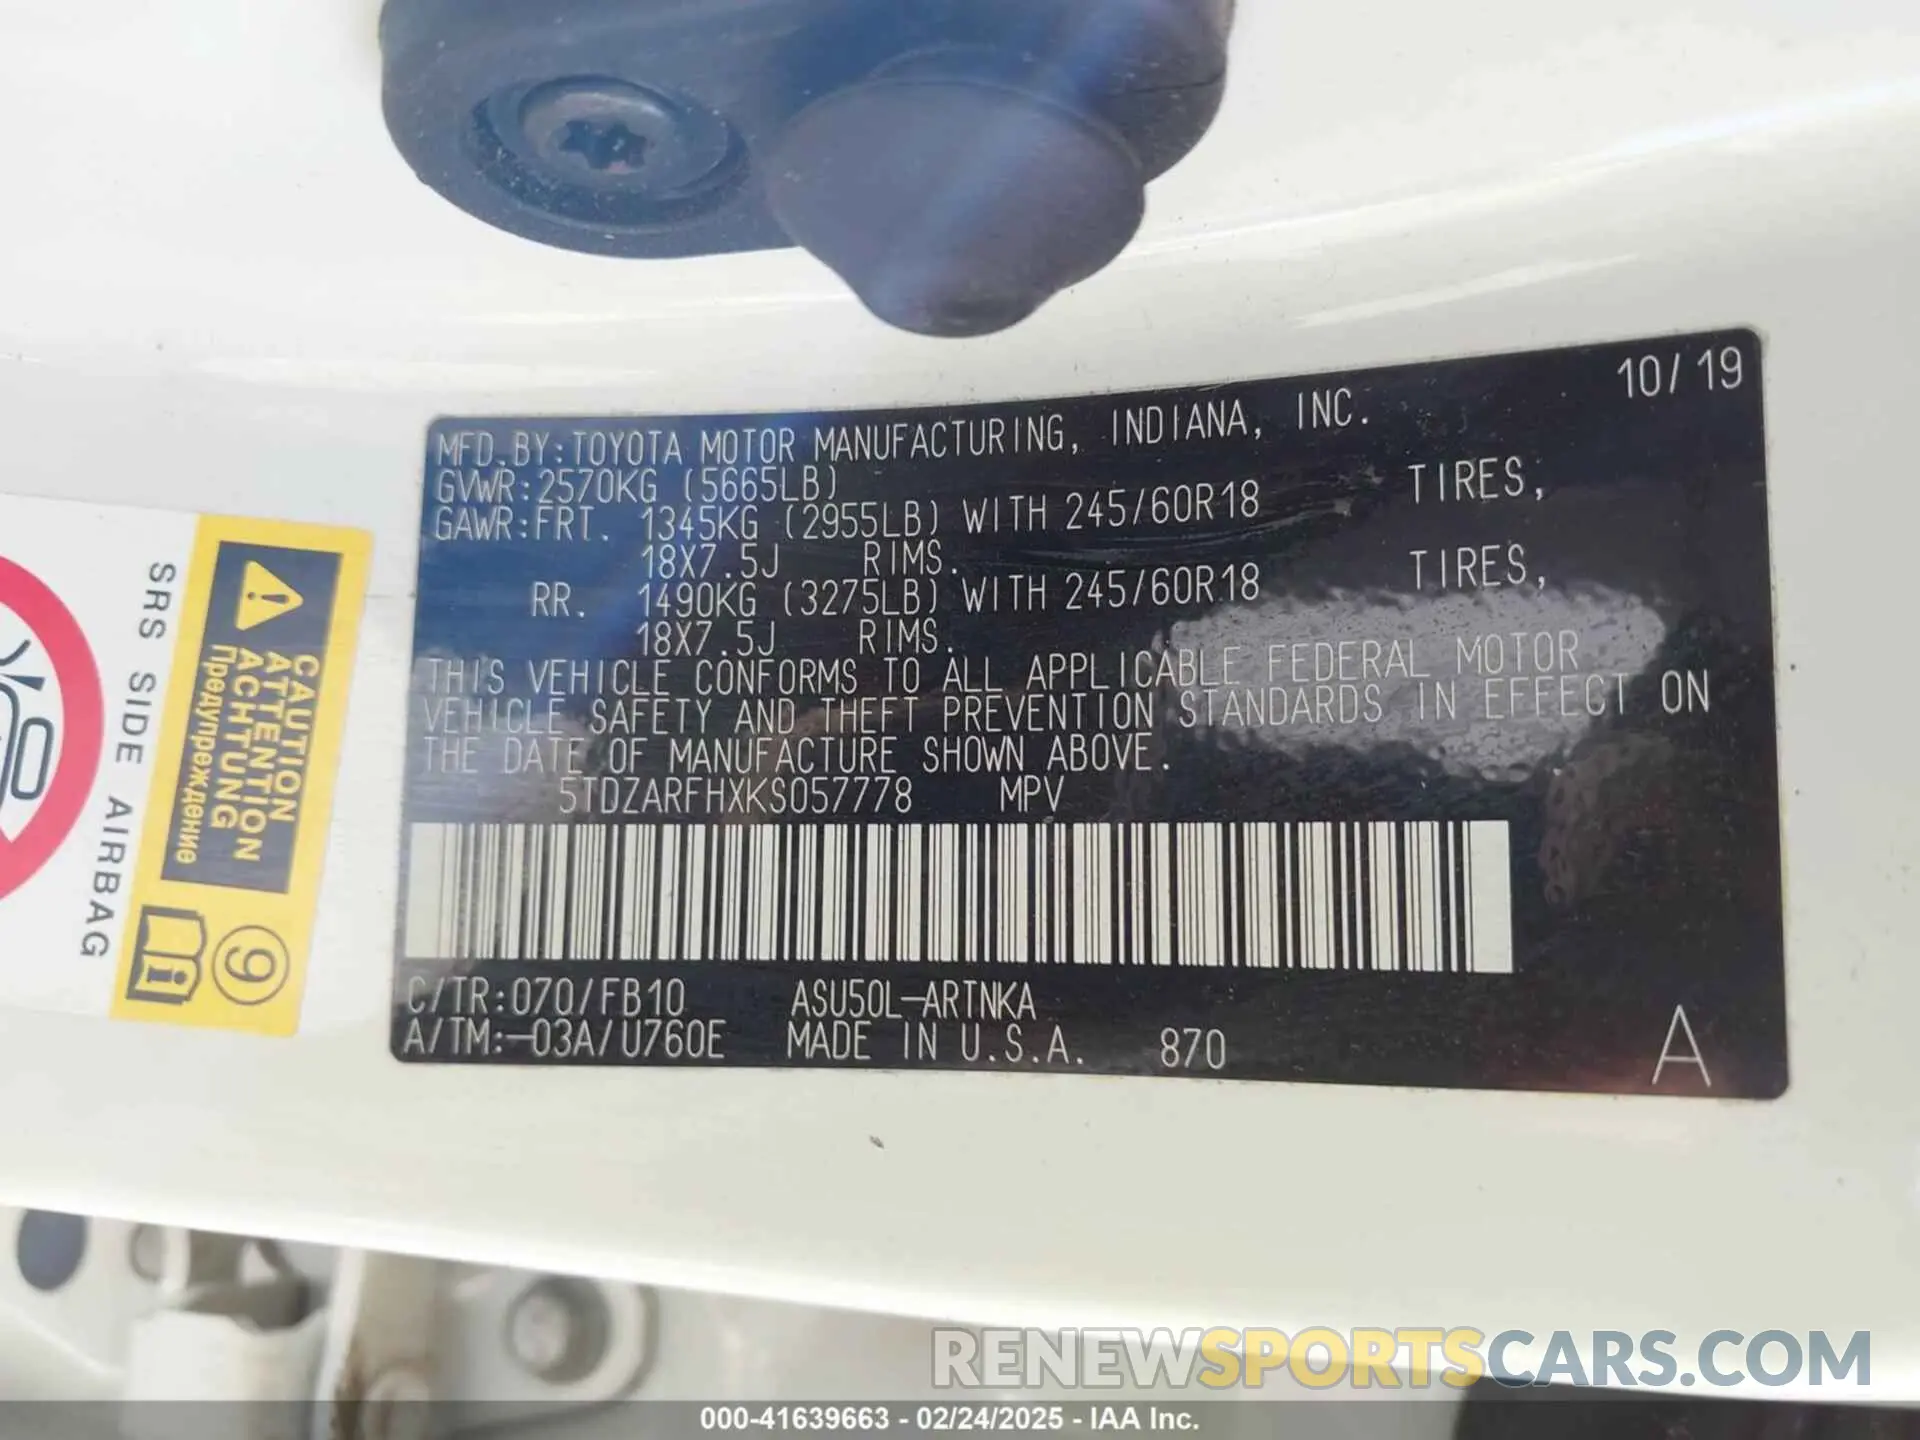 10/19
MFD.BY:TOYOTA MOTOR MANUFACTURING, INDIANA, INC.
GVWR:2570KG (5665LB)
GAWR:FRT. 1345KG (2955LB) WITH 245/60R18 TIRES,
18X7.5J RIMS.
RR. 1490KG (3275LB) WITH 245/60R18 TIRES,
18X7.5J RIMS.
THIS VEHICLE CONFORMS TO ALL APPLICABLE FEDERAL MOTOR
VEHICLE SAFETY AND THEFT PREVENTION STANDARDS IN EFFECT ON
THE DATE OF MANUFACTURE SHOWN ABOVE.
5TDZARFHXKS057778 MPV
C/TR:070/FB10 ASU50L-ARTNKA
A/TM:-03A/U760E MADE IN U.S.A. 870
A
CAUTION
ATTENTION
ACHTUNG
Предупреждение
9
i
SRS SIDE AIRBAG
RENEWSPORTSCARS.COM
000-41639663 - 02/24/2025 - IAA Inc.